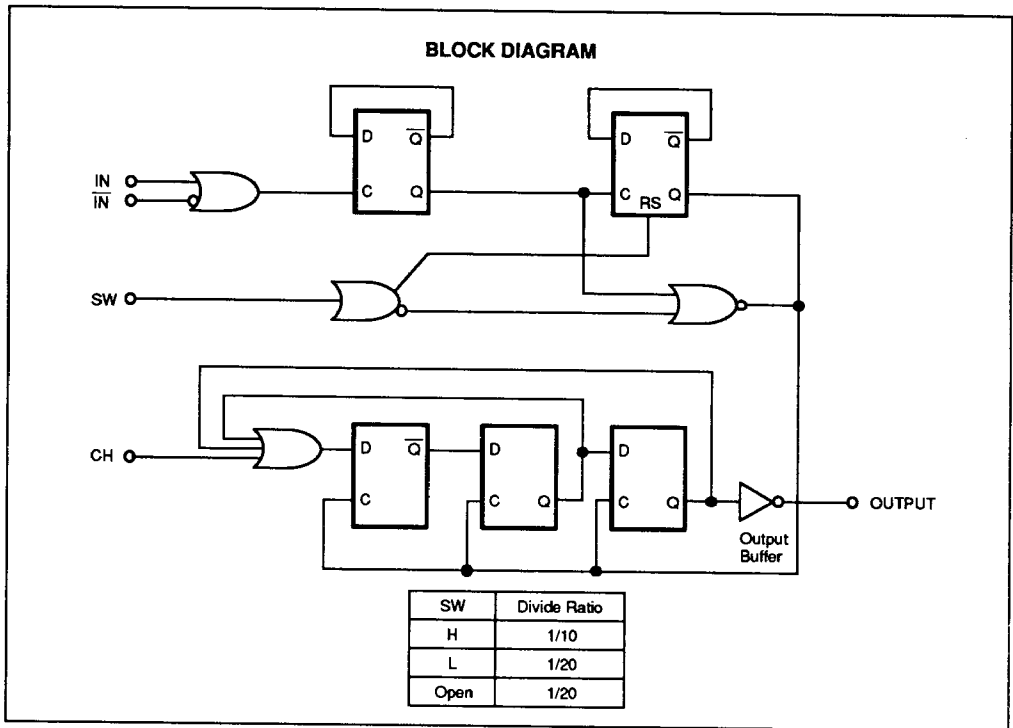 BLOCK DIAGRAM
D Q̅
C Q
D Q̅
C Q
RS
IN
I̅N̅
SW
CH
D Q̅
C
D
Q
D
C Q
C
OUTPUT
Output
Buffer
SW Divide Ratio
H 1/10
L 1/20
Open 1/20